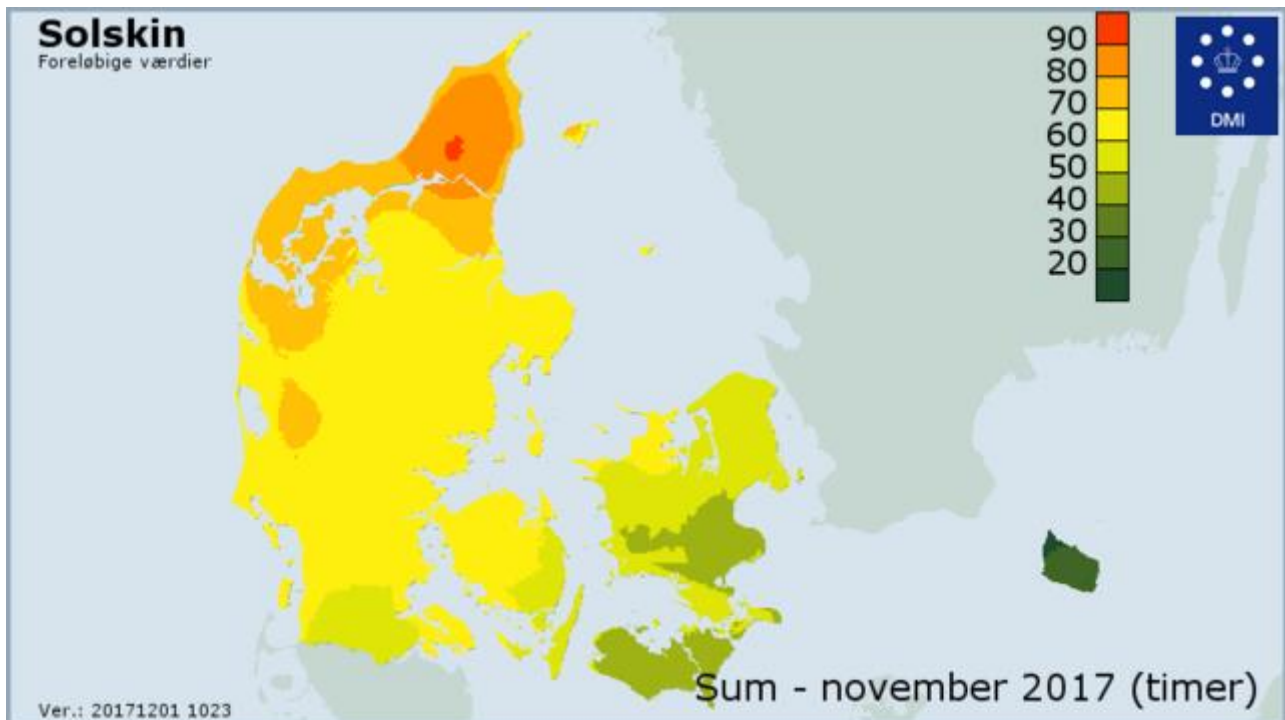 Solskin
Foreløbige værdier
90
80
70
60
50
40
30
20
DMI
Sum - november 2017 (timer)
Ver.: 20171201 1023